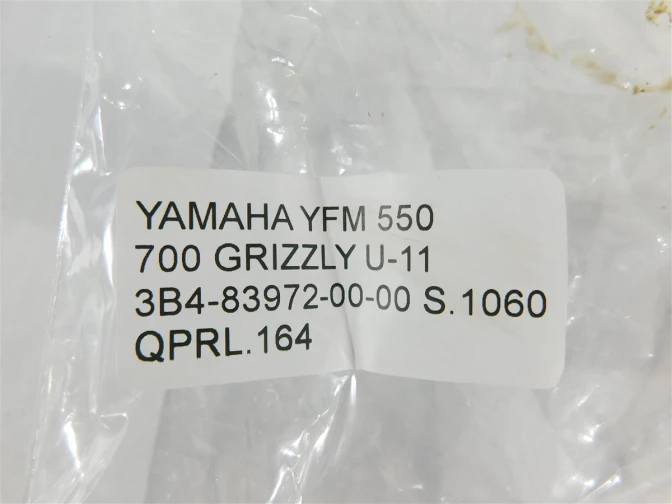 YAMAHA YFM 550
700 GRIZZLY U-11
3B4-83972-00-00 S.1060
QPRL.164